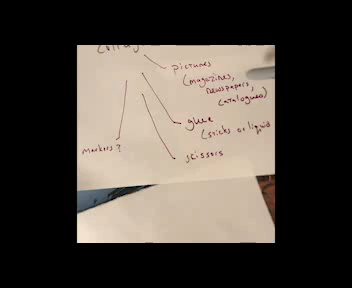 pictures
(magazines,
newspapers,
catalogues)
glue
(sticks or liquid
scissors
markers?